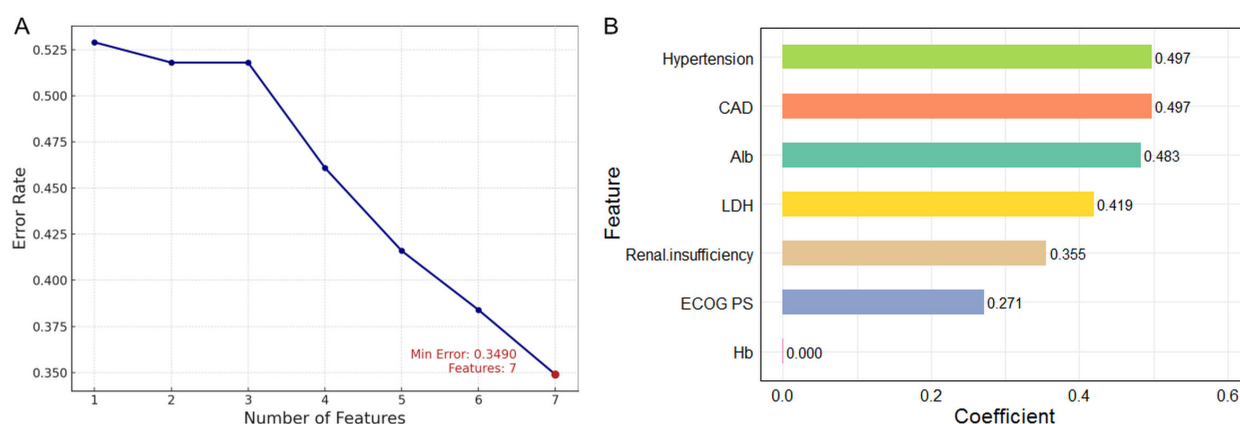 A
0.525
0.500
0.475
0.450
0.425
0.400
0.375
0.350
Error Rate
Min Error: 0.3490
Features: 7
1 2 3 4 5 6 7
Number of Features
B
Feature
Hypertension 0.497
CAD 0.497
Alb 0.483
LDH 0.419
Renal.insufficiency 0.355
ECOG PS 0.271
Hb 0.000
0.0 0.2 0.4 0.6
Coefficient